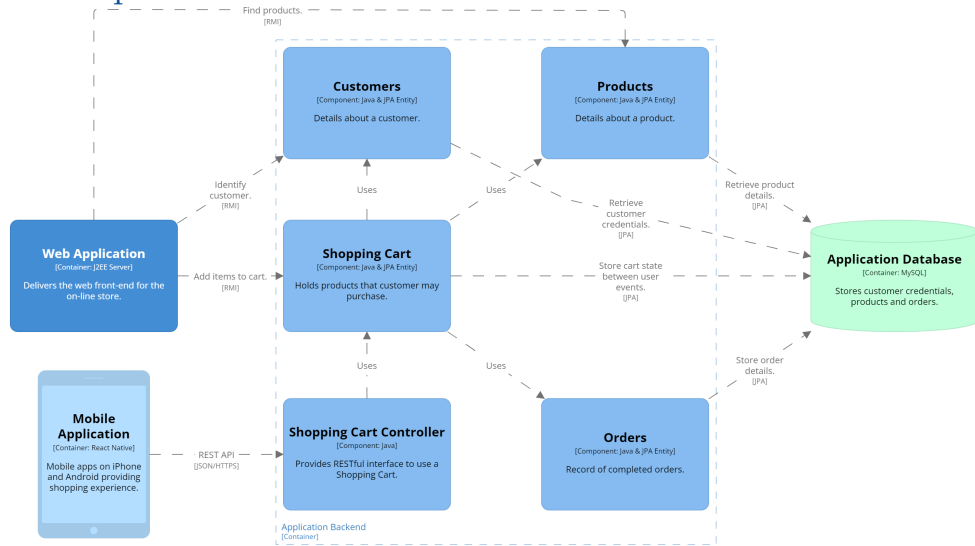 Find products.
[RMI]
Customers
[Component: Java & JPA Entity]
Details about a customer.
Products
[Component: Java & JPA Entity]
Details about a product.
Identify
customer.
[RMI]
Uses
Uses
Retrieve product
details.
[JPA]
Retrieve
customer
credentials.
[JPA]
Web Application
[Container: J2EE Server]
Delivers the web front-end for the
on-line store.
Add items to cart.
[RMI]
Shopping Cart
[Component: Java & JPA Entity]
Holds products that customer may
purchase.
Store cart state
between user
events.
[JPA]
Application Database
[Container: MySQL]
Stores customer credentials,
products and orders.
Uses
Uses
Store order
details.
[JPA]
Mobile
Application
[Container: React Native]
Mobile apps on iPhone
and Android providing
shopping experience.
REST API
[JSON/HTTPS]
Shopping Cart Controller
[Component: Java]
Provides RESTful interface to use a
Shopping Cart.
Orders
[Component: Java & JPA Entity]
Record of completed orders.
Application Backend
[Container]